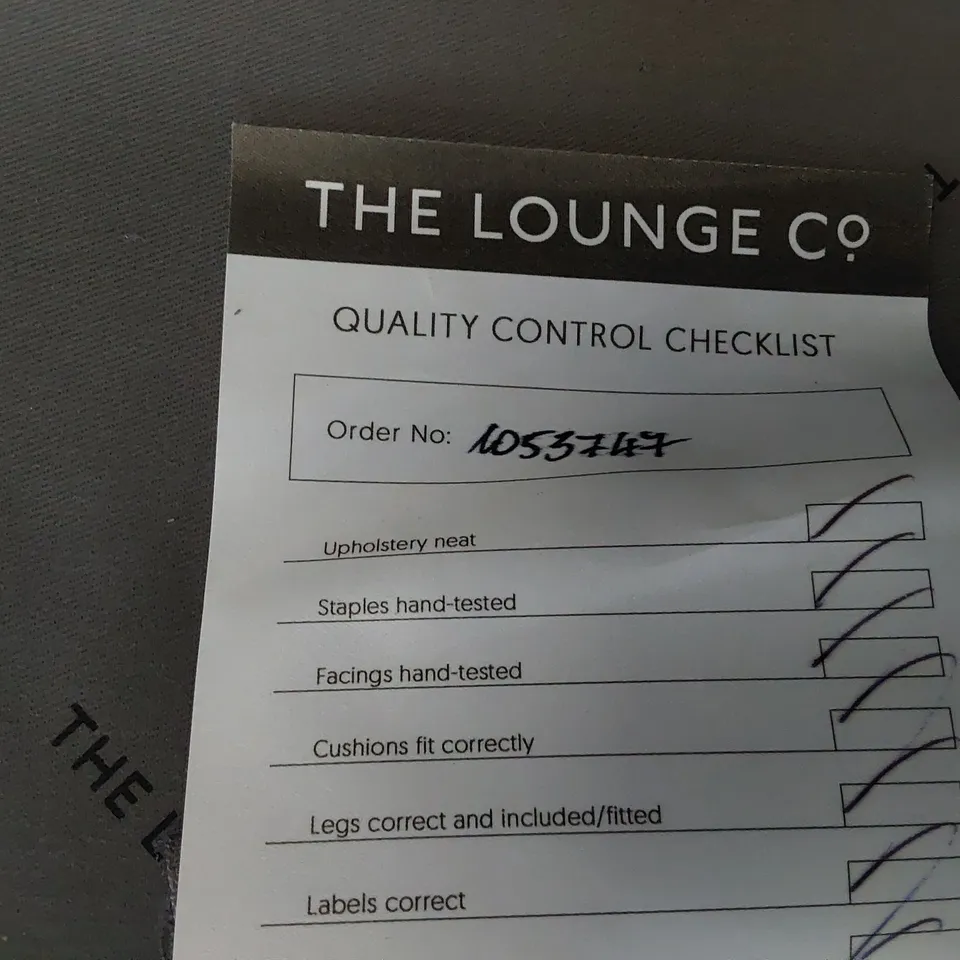 THE LOUNGE Cº
QUALITY CONTROL CHECKLIST
Order No: 1053747
Upholstery neat
Staples hand-tested
Facings hand-tested
Cushions fit correctly
Legs correct and included/fitted
Labels correct
THE L